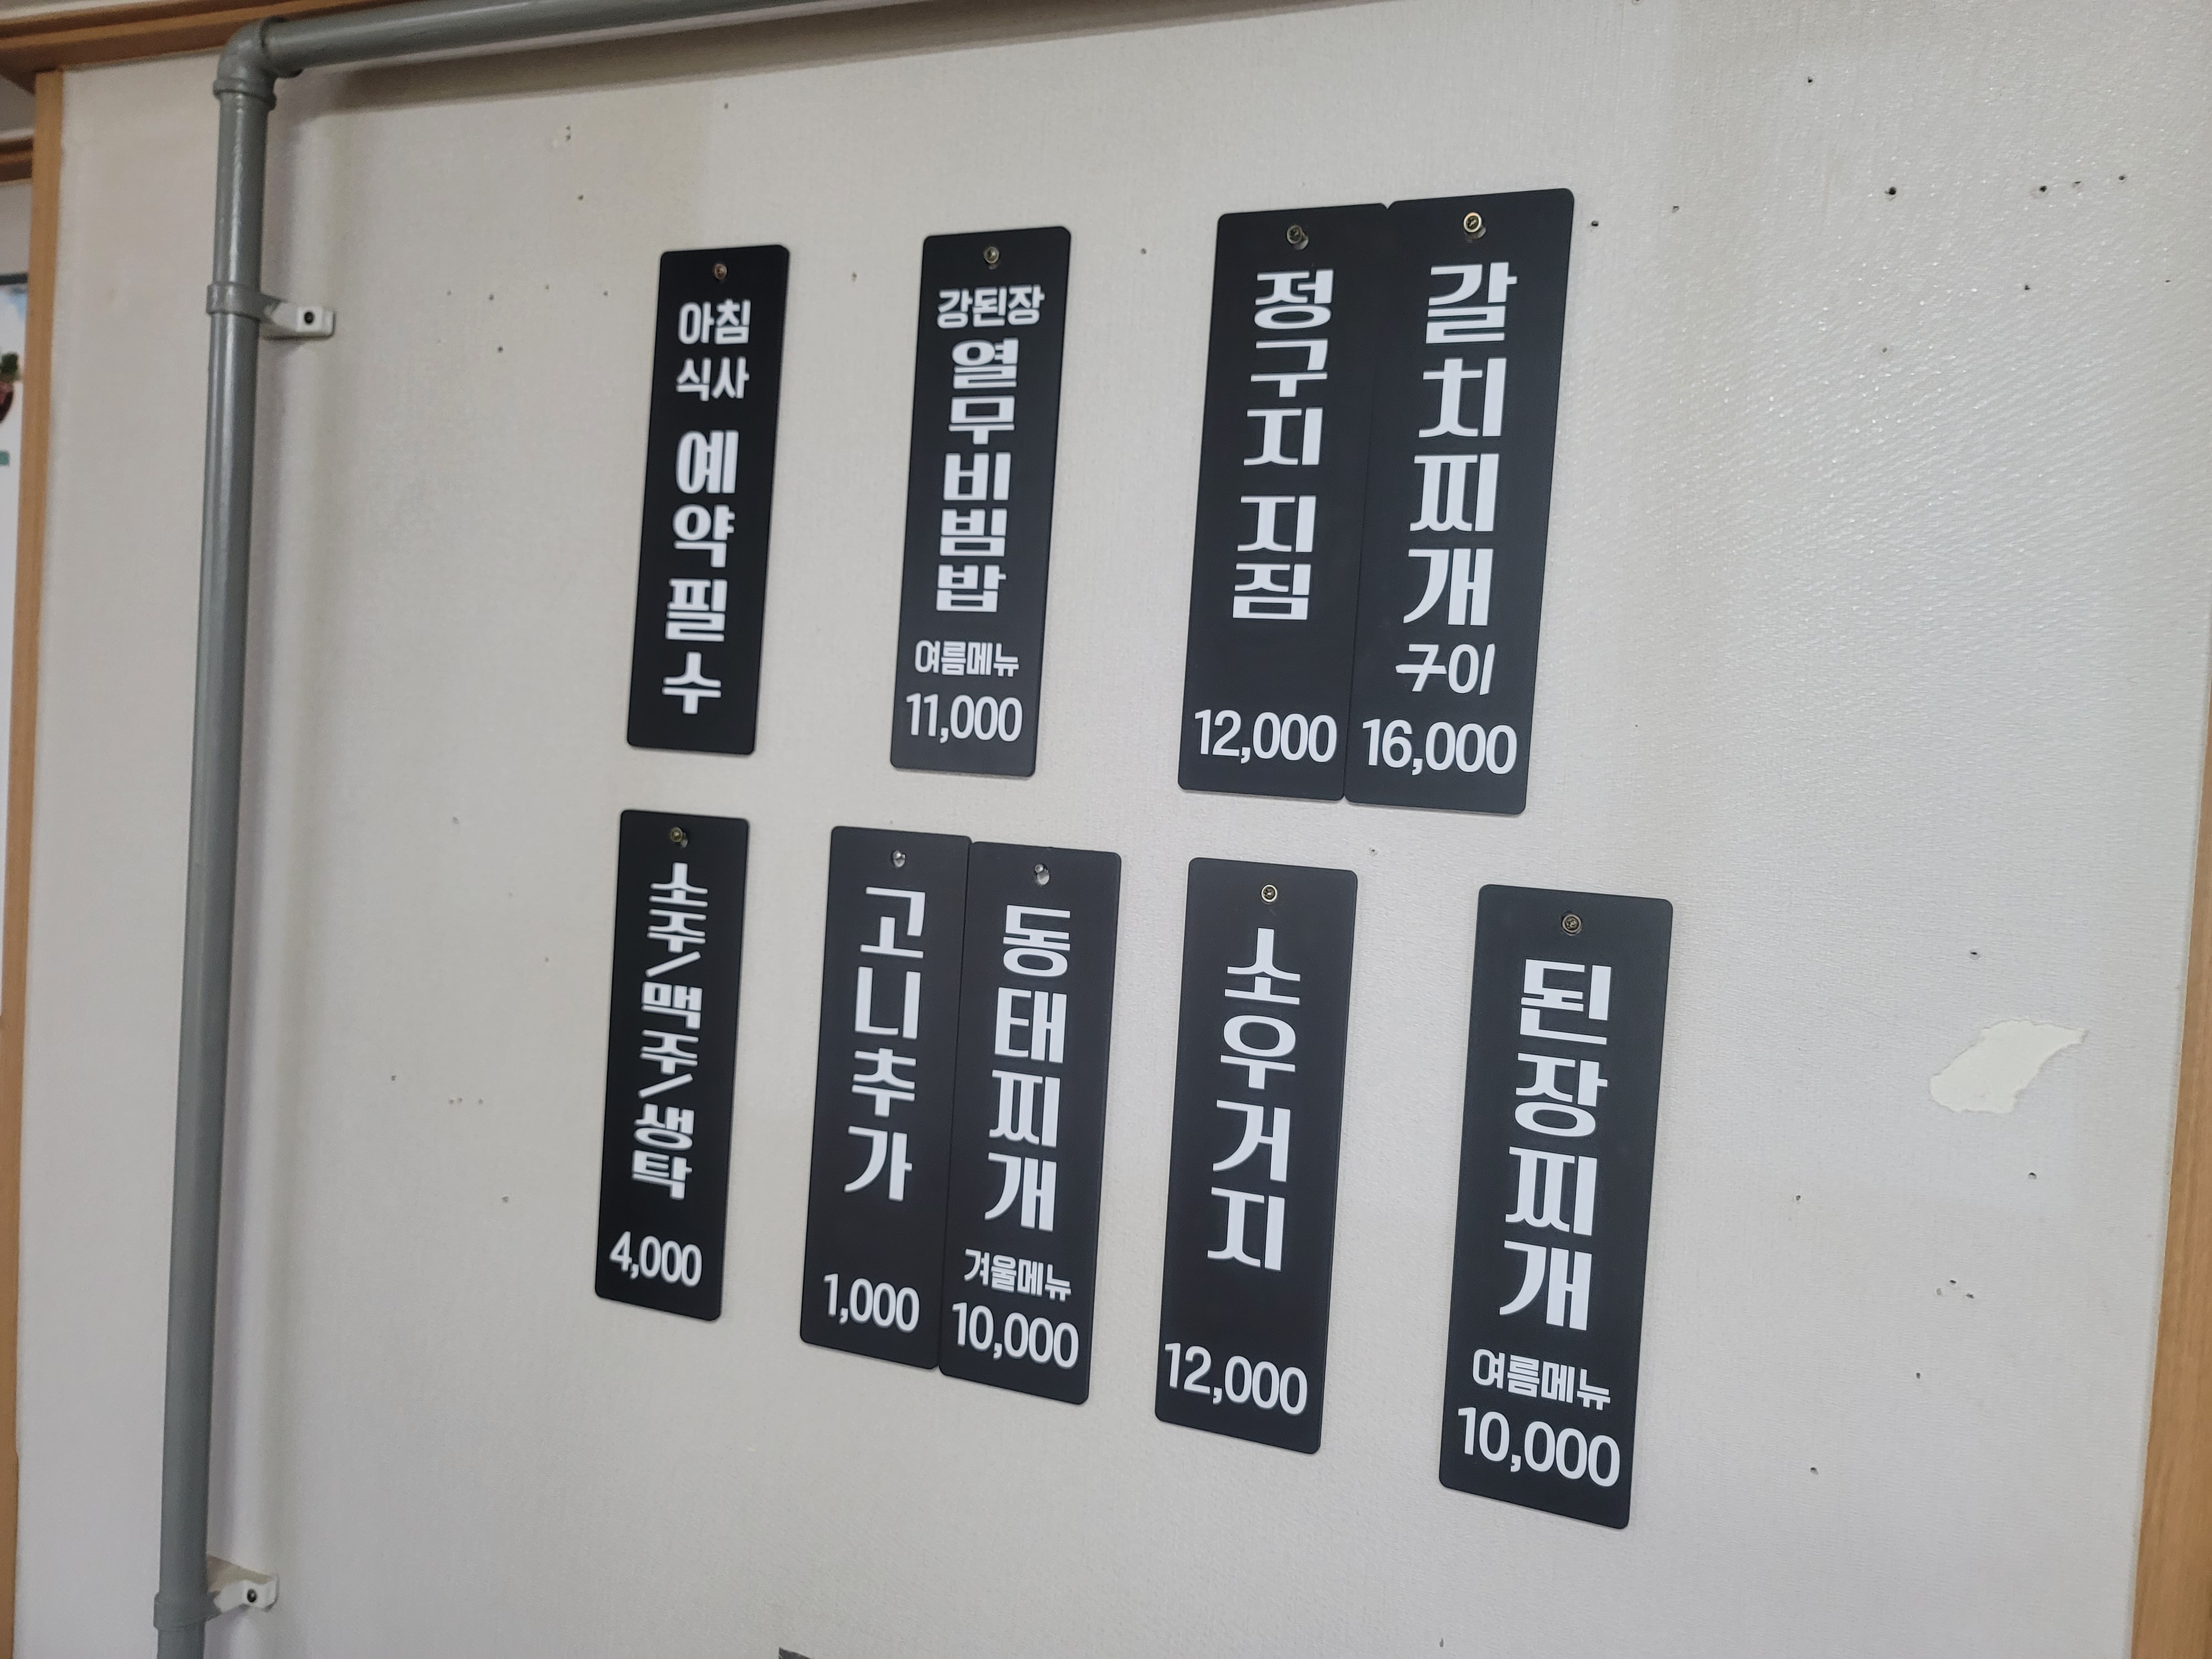 아침
식사
예약필수
강된장
열무비빔밥
여름메뉴
11,000
정구지 지짐
12,000
갈치찌개
구이
16,000
소주/맥주/생탁
4,000
고니추가
1,000
동태찌개
겨울메뉴
10,000
소우거지
12,000
된장찌개
여름메뉴
10,000